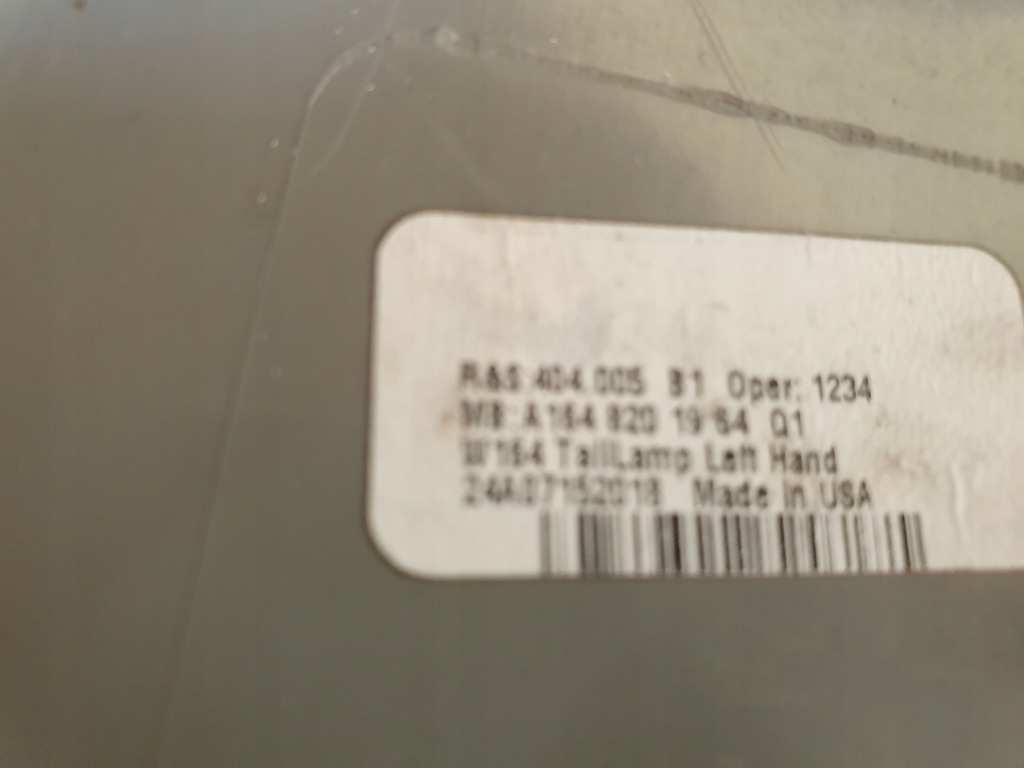 R&S:404.005 B1 Oper: 1234
MB: A164 820 19 64 Q1
W164 TailLamp Left Hand
24A07152018 Made in USA